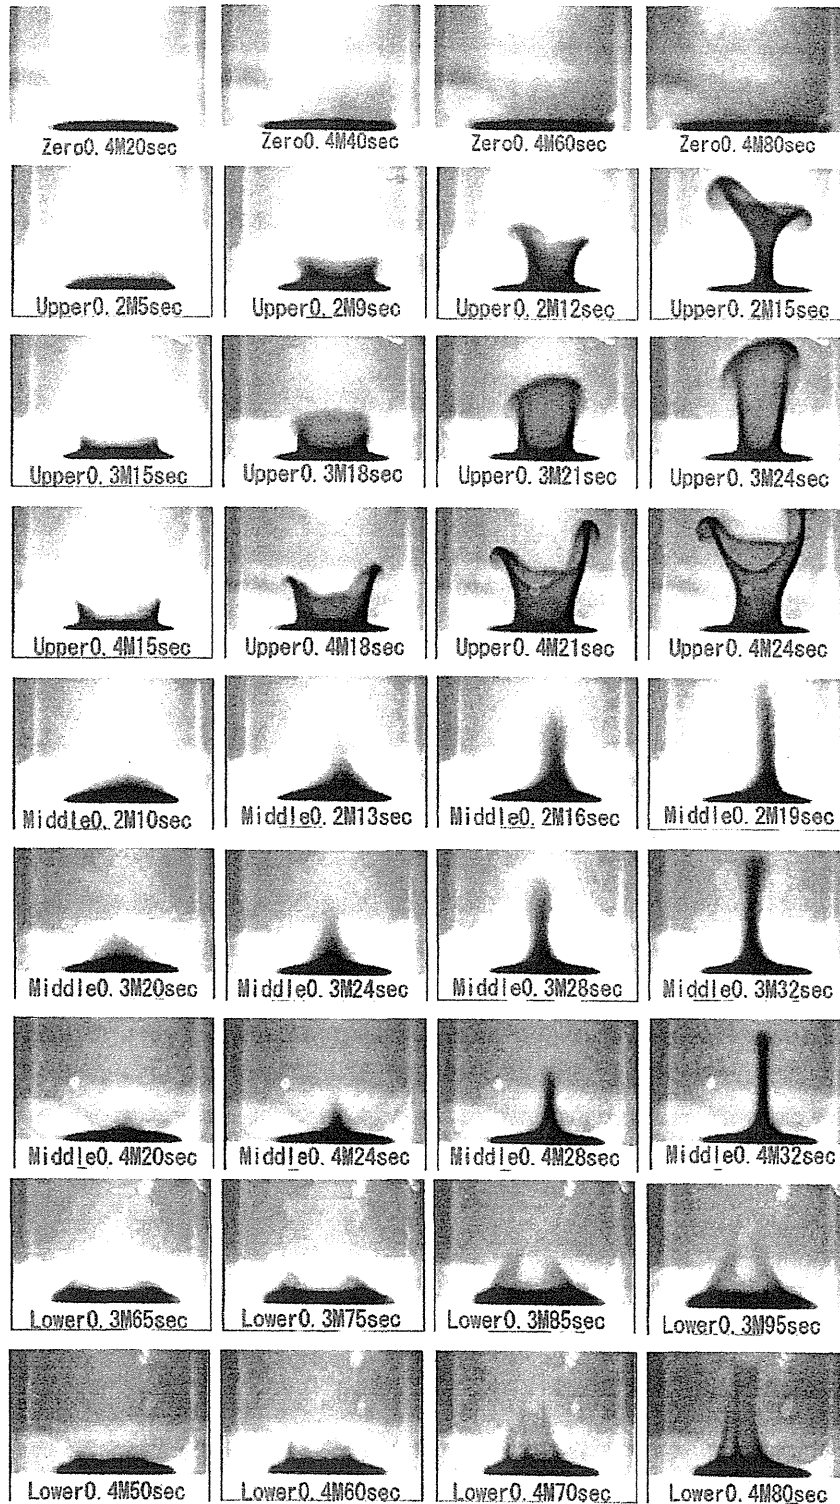 Zero0.4M20sec
Zero0.4M40sec
Zero0.4M60sec
Zero0.4M80sec
Upper0.2M5sec
Upper0.2M9sec
Upper0.2M12sec
Upper0.2M15sec
Upper0.3M15sec
Upper0.3M18sec
Upper0.3M21sec
Upper0.3M24sec
Upper0.4M15sec
Upper0.4M18sec
Upper0.4M21sec
Upper0.4M24sec
Middle0.2M10sec
Middle0.2M13sec
Middle0.2M16sec
Middle0.2M19sec
Middle0.3M20sec
Middle0.3M24sec
Middle0.3M28sec
Middle0.3M32sec
Middle0.4M20sec
Middle0.4M24sec
Middle0.4M28sec
Middle0.4M32sec
Lower0.3M65sec
Lower0.3M75sec
Lower0.3M85sec
Lower0.3M95sec
Lower0.4M50sec
Lower0.4M60sec
Lower0.4M70sec
Lower0.4M80sec